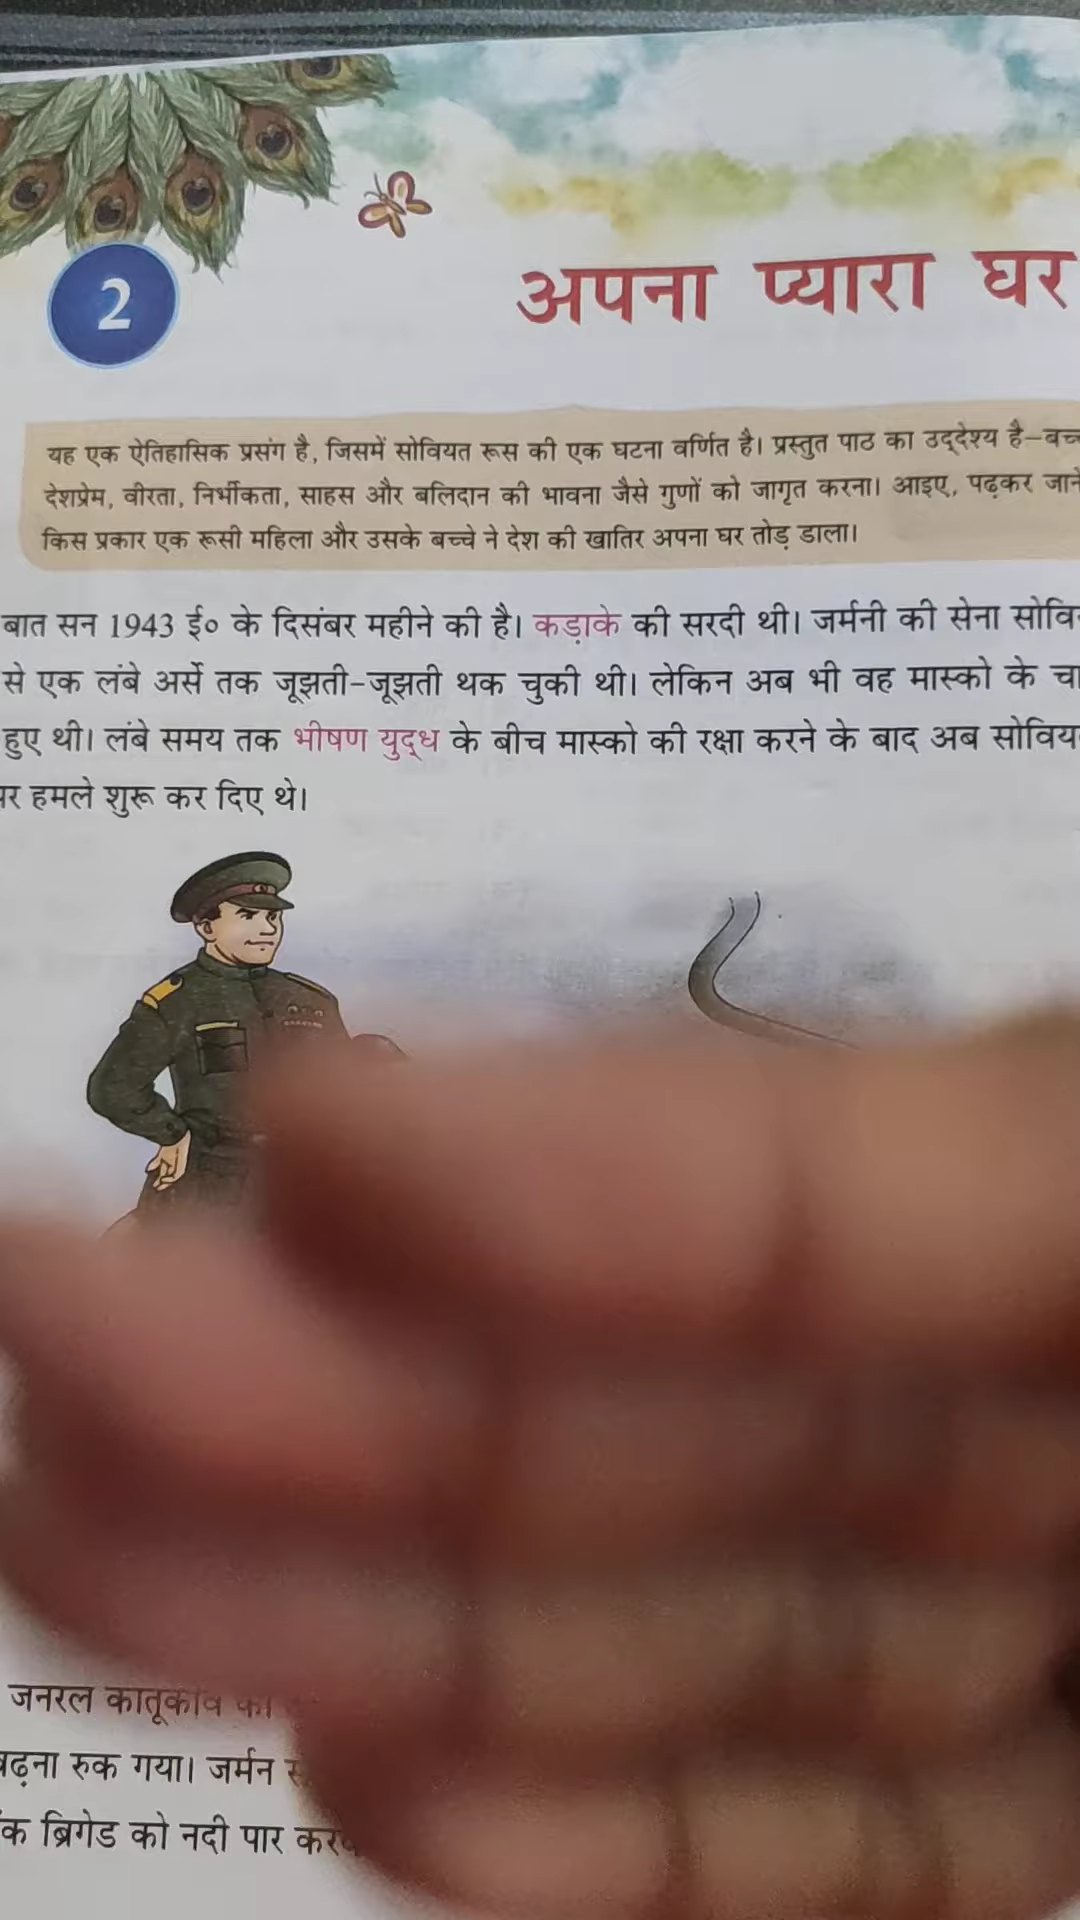 2
अपना प्यारा घर
यह एक ऐतिहासिक प्रसंग है, जिसमें सोवियत रूस की एक घटना वर्णित है। प्रस्तुत पाठ का उद्देश्य है–
देशप्रेम, वीरता, निर्भीकता, साहस और बलिदान की भावना जैसे गुणों को जागृत करना। आइए, पढ़कर
किस प्रकार एक रूसी महिला और उसके बच्चे ने देश की खातिर अपना घर तोड़ डाला।
बात सन 1943 ई० के दिसंबर महीने की है। कड़ाके की सरदी थी। जर्मनी की सेना
से एक लंबे अर्से तक जूझती-जूझती थक चुकी थी। लेकिन अब भी वह मास्को के
हुए थी। लंबे समय तक भीषण युद्ध के बीच मास्को की रक्षा करने के बाद अब
हमले शुरू कर दिए थे।
जनरल कातूकोव
रुक गया। जर्मन
ब्रिगेड को नदी पार